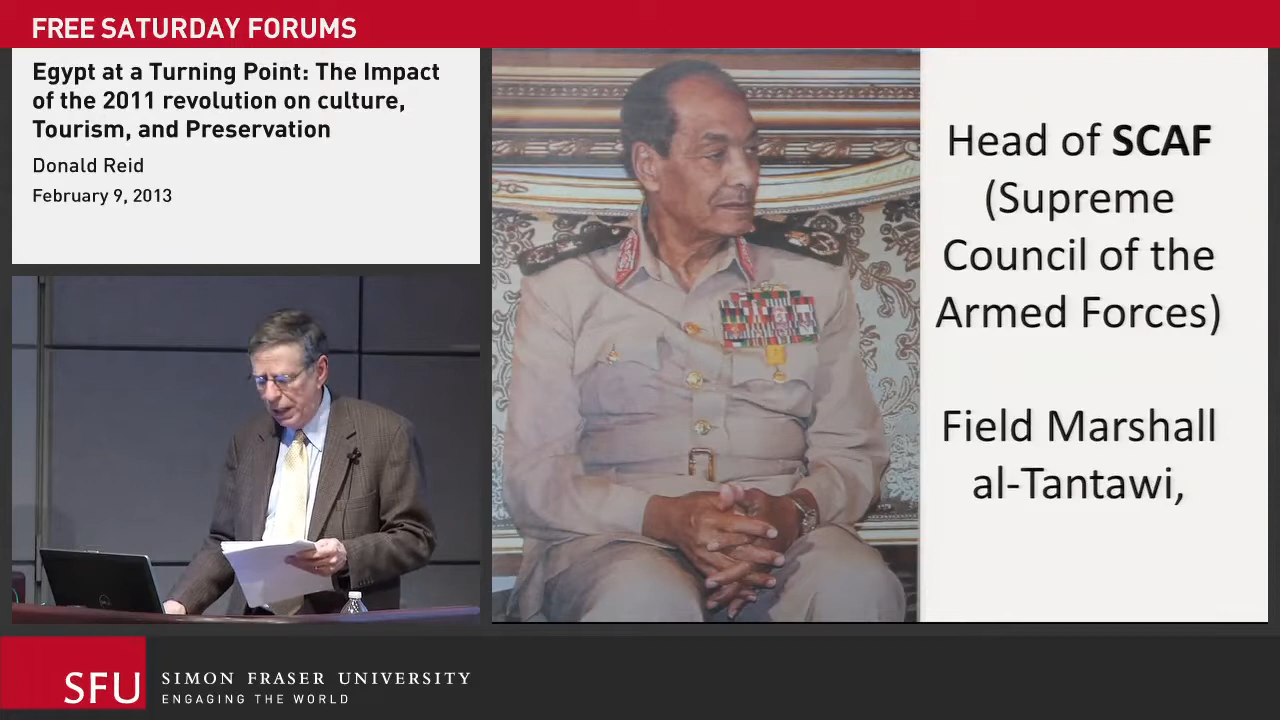 FREE SATURDAY FORUMS
Egypt at a Turning Point: The Impact
of the 2011 revolution on culture,
Tourism, and Preservation
Donald Reid
February 9, 2013
Head of SCAF
(Supreme
Council of the
Armed Forces)
Field Marshall
al-Tantawi,
SFU
SIMON FRASER UNIVERSITY
ENGAGING THE WORLD